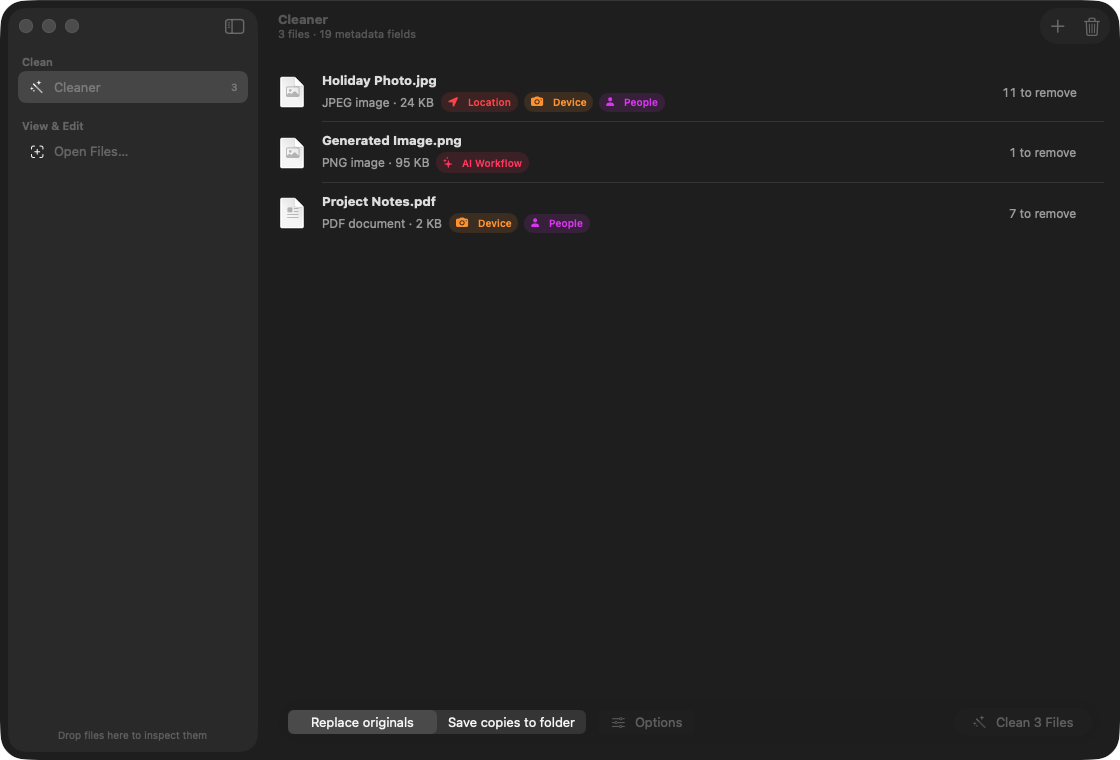 Cleaner
3 files · 19 metadata fields
Clean
Cleaner 3
View & Edit
Open Files...
Drop files here to inspect them
Holiday Photo.jpg
JPEG image · 24 KB Location Device People
11 to remove
Generated Image.png
PNG image · 95 KB AI Workflow
1 to remove
Project Notes.pdf
PDF document · 2 KB Device People
7 to remove
Replace originals Save copies to folder Options Clean 3 Files